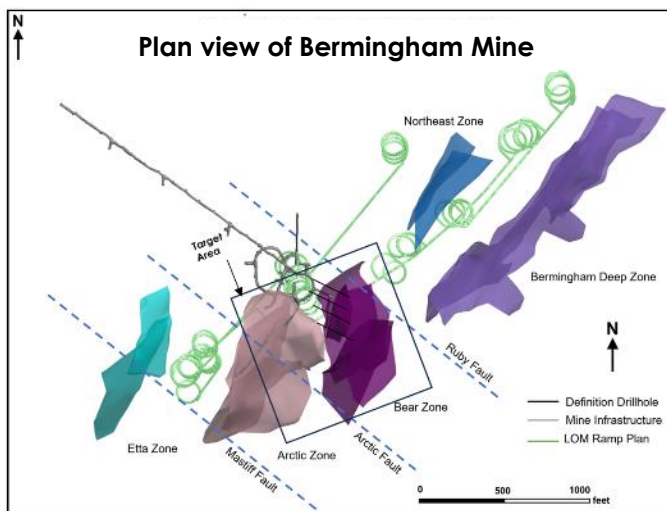 N
Plan view of Bermingham Mine
Northeast Zone
Target
Area
Bermingham Deep Zone
N
Ruby Fault
Definition Drillhole
Mine Infrastructure
LOM Ramp Plan
Bear Zone
Etta Zone
Mastiff Fault
Arctic Zone
Arctic Fault
0 500 1000
feet